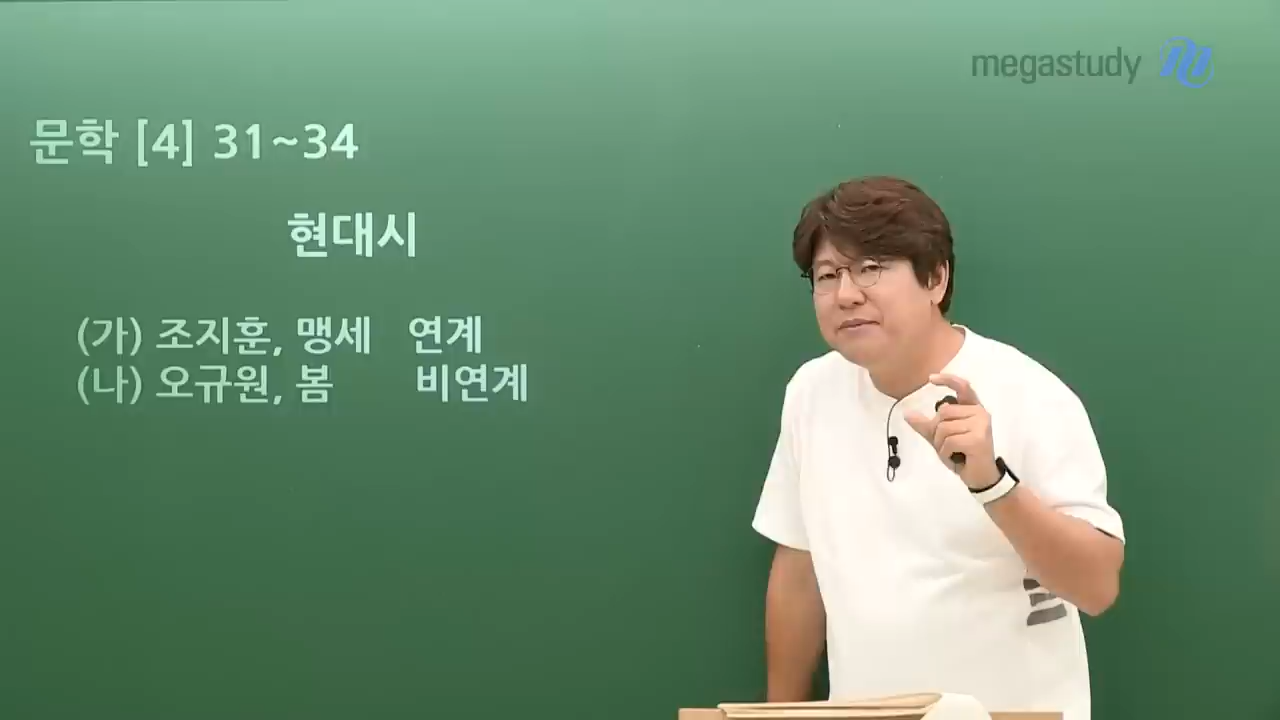 megastudy
문학 [4] 31~34
현대시
(가) 조지훈, 맹세 연계
(나) 오규원, 봄 비연계